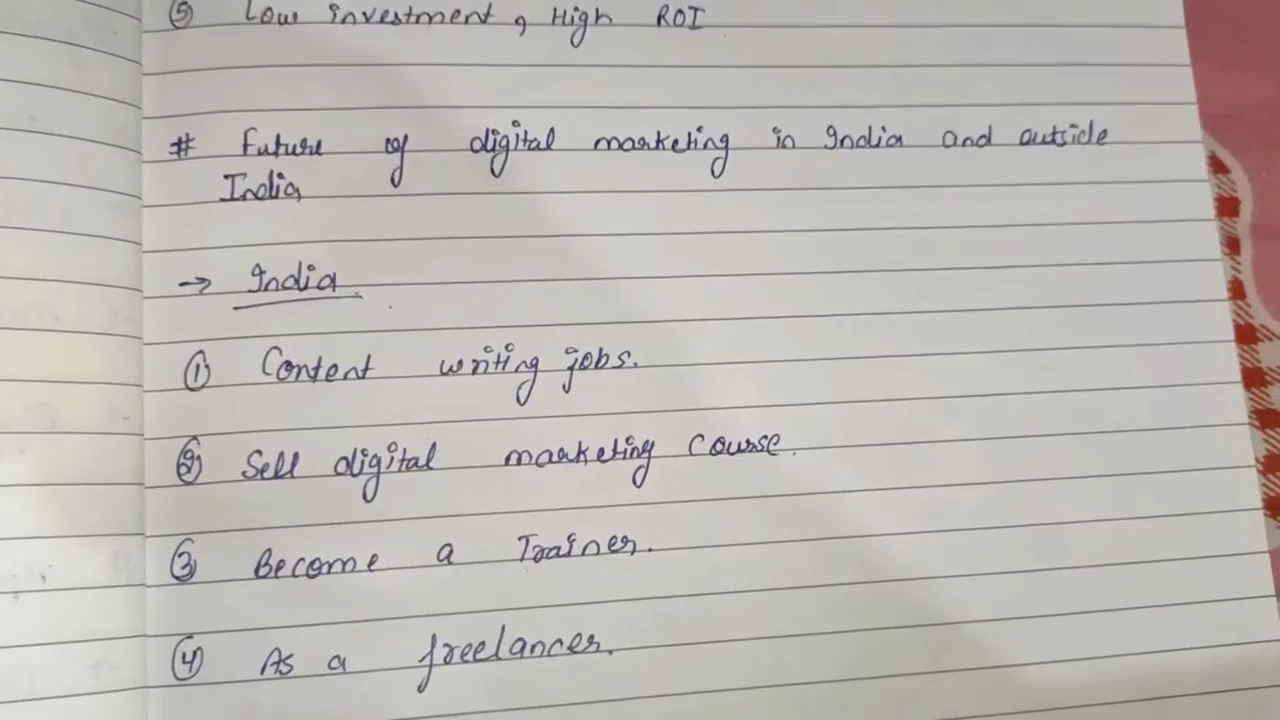 ⑤ Low investment, High ROI
# Future of digital marketing in India and outside
India
→ India
① Content writing jobs.
② Sell digital marketing course.
③ Become a Trainer.
④ As a freelancer.